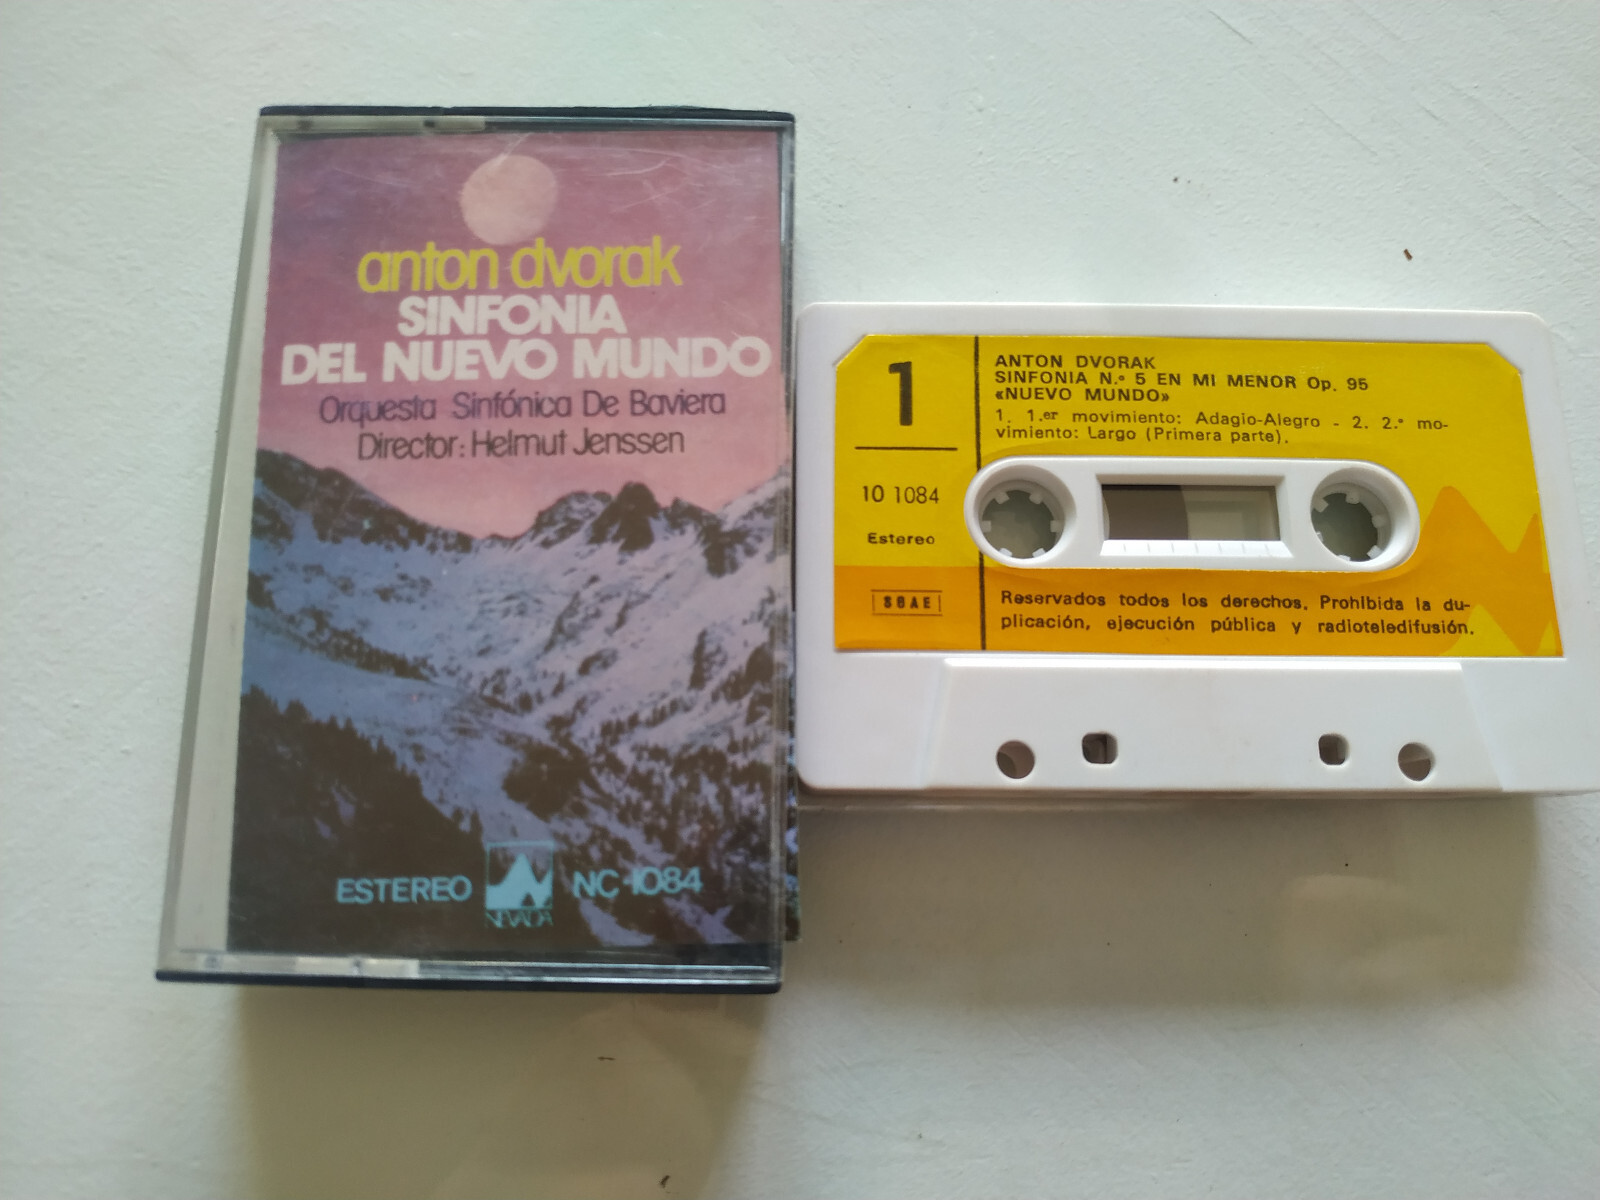 anton dvorak
SINFONIA
DEL NUEVO MUNDO
Orquesta Sinfónica De Baviera
Director: Helmut Jenssen
ESTEREO
NEVADA
NC-1084
1
10 1084
Estereo
SGAE
ANTON DVORAK
SINFONIA N.º 5 EN MI MENOR Op. 95
«NUEVO MUNDO»
1. 1.er movimiento: Adagio-Alegro - 2. 2.º mo-
vimiento: Largo (Primera parte).
Reservados todos los derechos. Prohibida la du-
plicación, ejecución pública y radioteledifusión.